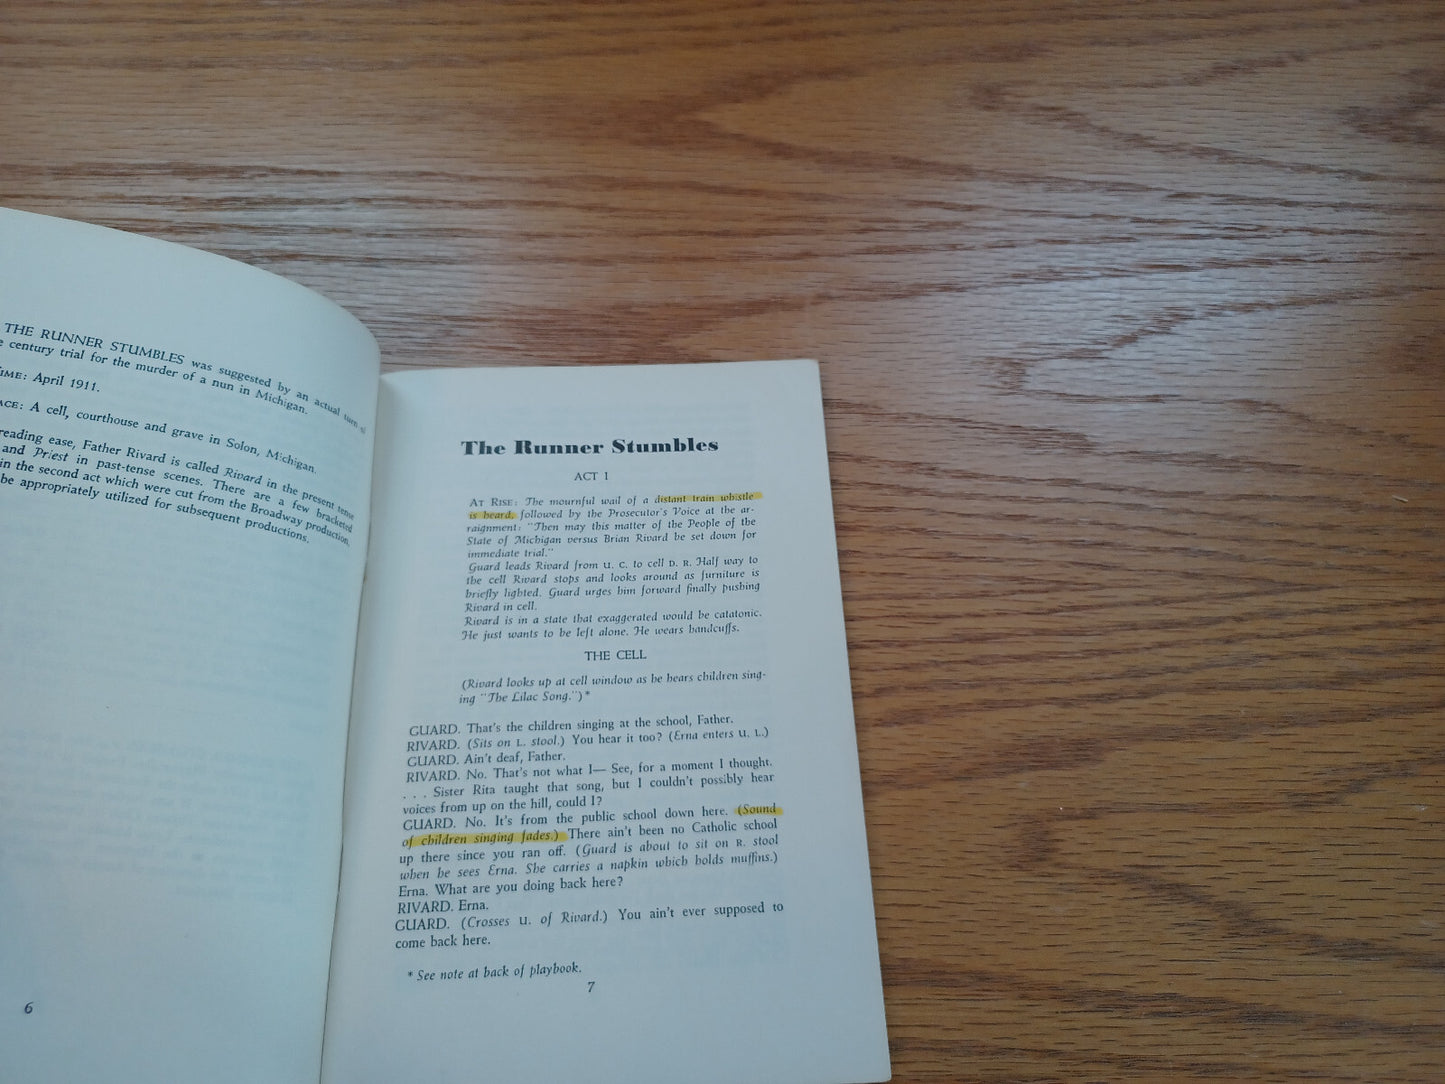 THE RUNNER STUMBLES was suggested by an actual turn of
century trial for the murder of a nun in Michigan.
April 1911.
A cell, courthouse and grave in Solon, Michigan.
reading ease, Father Rivard is called Rivard in the present tense
and Priest in past-tense scenes. There are a few bracketed
in the second act which were cut from the Broadway production,
be appropriately utilized for subsequent productions.
6
The Runner Stumbles
ACT I
AT RISE: The mournful wail of a distant train whistle
is heard, followed by the Prosecutor's Voice at the ar-
raignment: "Then may this matter of the People of the
State of Michigan versus Brian Rivard be set down for
immediate trial."
Guard leads Rivard from U. C. to cell D. R. Half way to
the cell Rivard stops and looks around as furniture is
briefly lighted. Guard urges him forward finally pushing
Rivard in cell.
Rivard is in a state that exaggerated would be catatonic.
He just wants to be left alone. He wears handcuffs.
THE CELL
(Rivard looks up at cell window as he hears children sing-
ing "The Lilac Song.")*
GUARD. That's the children singing at the school, Father.
RIVARD. (Sits on L. stool.) You hear it too? (Erna enters U. L.)
GUARD. Ain't deaf, Father.
RIVARD. No. That's not what I— See, for a moment I thought.
. . . Sister Rita taught that song, but I couldn't possibly hear
voices from up on the hill, could I?
GUARD. No. It's from the public school down here. (Sound
of children singing fades.) There ain't been no Catholic school
up there since you ran off. (Guard is about to sit on R. stool
when he sees Erna. She carries a napkin which holds muffins.)
Erna. What are you doing back here?
RIVARD. Erna.
GUARD. (Crosses U. of Rivard.) You ain't ever supposed to
come back here.
* See note at back of playbook.
7